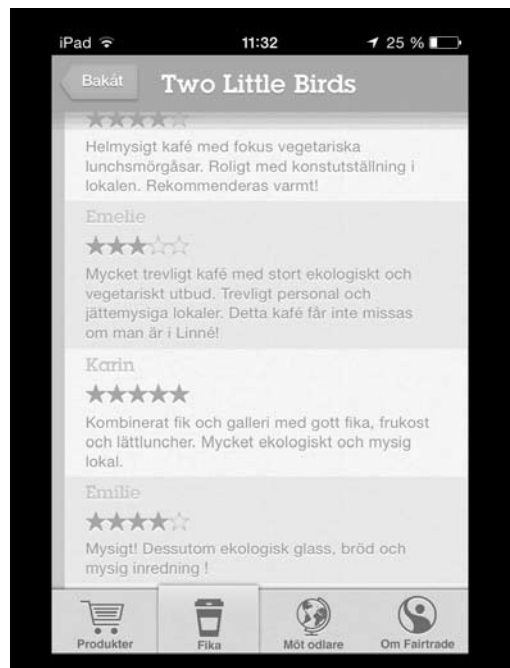 iPad 11:32 25 %
Bakåt Two Little Birds
Helmysigt kafé med fokus vegetariska
lunchsmörgåsar. Roligt med konstutställning i
lokalen. Rekommenderas varmt!
Emelie
Mycket trevligt kafé med stort ekologiskt och
vegetariskt utbud. Trevligt personal och
jättemysiga lokaler. Detta kafé får inte missas
om man är i Linné!
Karin
Kombinerat fik och galleri med gott fika, frukost
och lättluncher. Mycket ekologiskt och mysig
lokal.
Emilie
Mysigt! Dessutom ekologisk glass, bröd och
mysig inredning !
Produkter Fika Möt odlare Om Fairtrade